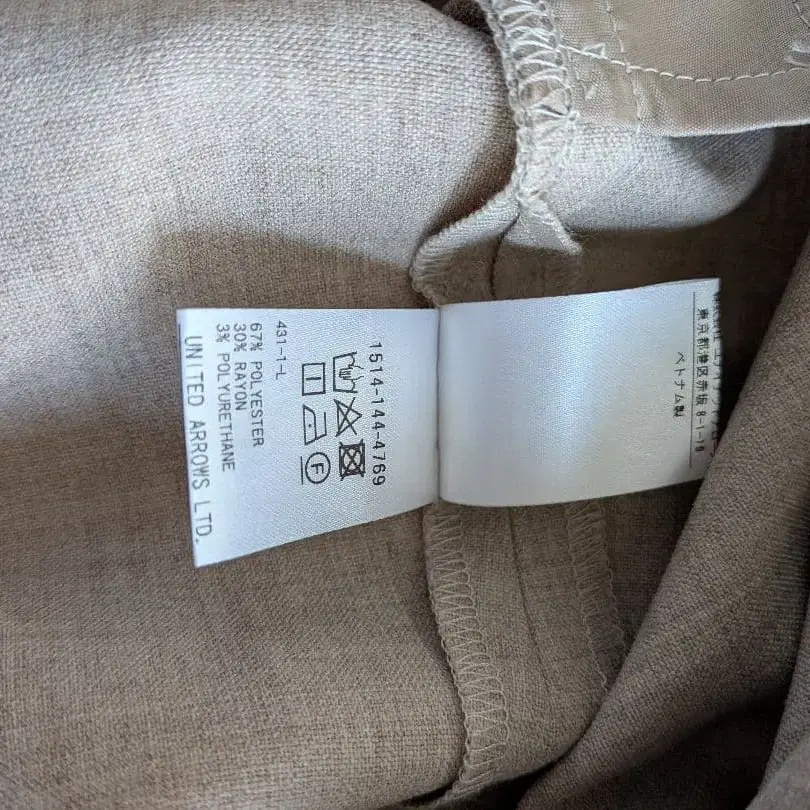 1514-144-4769
F
431-1-L
67% POLYESTER
30% RAYON
3% POLYURETHANE
UNITED ARROWS LTD.
東京都港区赤坂 8-1-19
ベトナム製